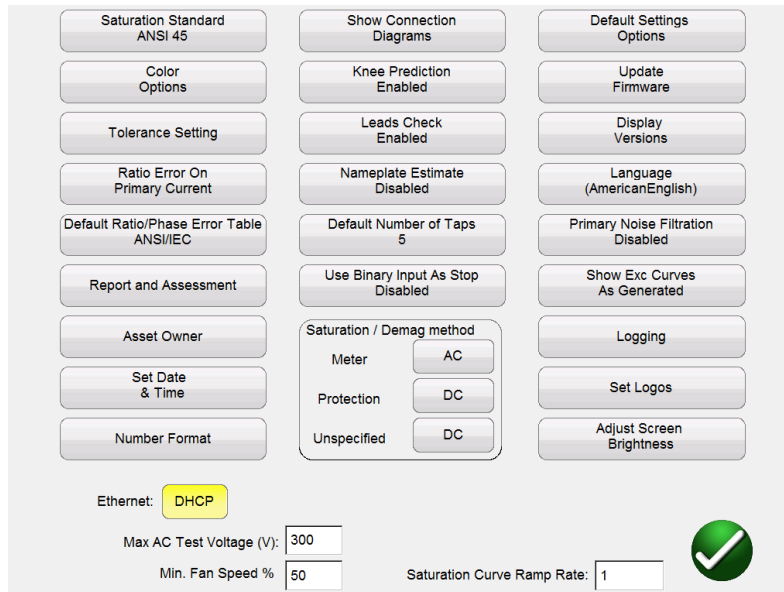 Saturation Standard
ANSI 45
Show Connection
Diagrams
Default Settings
Options
Color
Options
Knee Prediction
Enabled
Update
Firmware
Tolerance Setting
Leads Check
Enabled
Display
Versions
Ratio Error On
Primary Current
Nameplate Estimate
Disabled
Language
(AmericanEnglish)
Default Ratio/Phase Error Table
ANSI/IEC
Default Number of Taps
5
Primary Noise Filtration
Disabled
Report and Assessment
Use Binary Input As Stop
Disabled
Show Exc Curves
As Generated
Asset Owner
Saturation / Demag method
Meter AC
Protection DC
Unspecified DC
Logging
Set Date
& Time
Set Logos
Number Format
Adjust Screen
Brightness
Ethernet: DHCP
Max AC Test Voltage (V): 300
Min. Fan Speed % 50
Saturation Curve Ramp Rate: 1